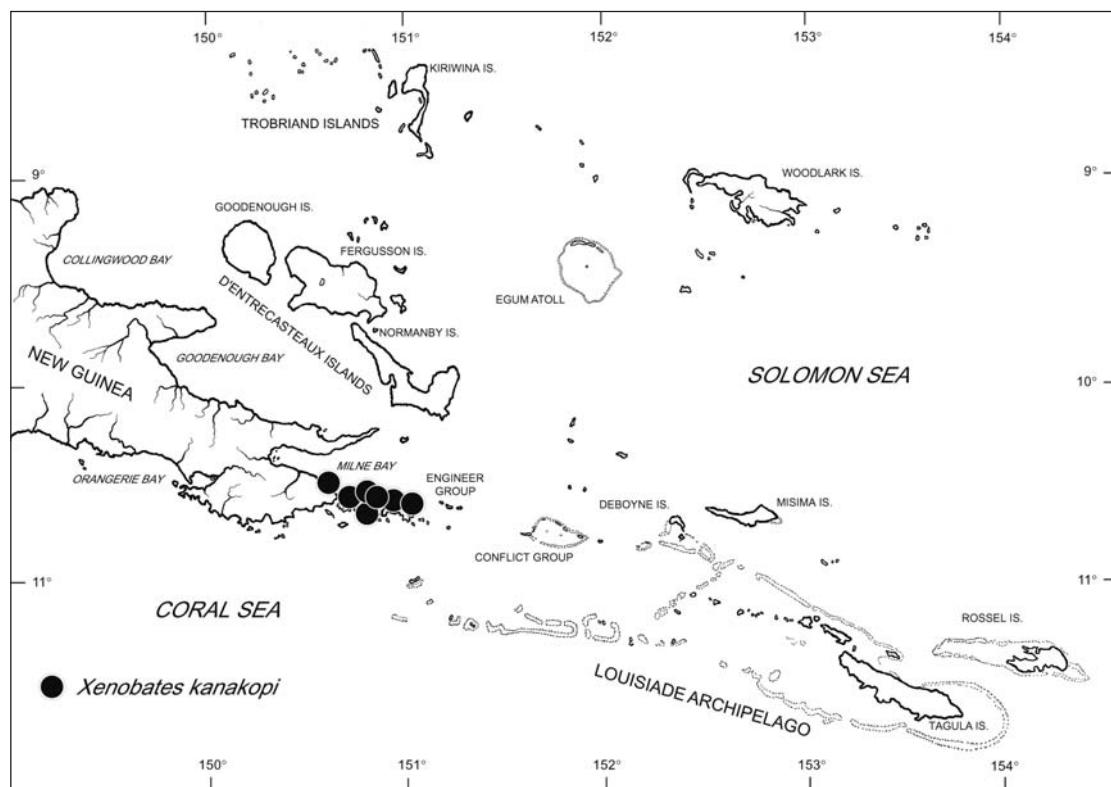 150°
151°
152°
153°
154°
KIRIWINA IS.
TROBRIAND ISLANDS
9°
9°
WOODLARK IS.
GOODENOUGH IS.
FERGUSSON IS.
COLLINGWOOD BAY
EGUM ATOLL
D'ENTRECASTEAUX ISLANDS
NORMANBY IS.
GOODENOUGH BAY
NEW GUINEA
SOLOMON SEA
10°
MILNE BAY
ORANGERIE BAY
ENGINEER
GROUP
DEBOYNE IS.
MISIMA IS.
CONFLICT GROUP
11°
11°
CORAL SEA
ROSSEL IS.
LOUISIADE ARCHIPELAGO
Xenobates kanakopi
TAGULA IS.
150°
151°
152°
153°
154°